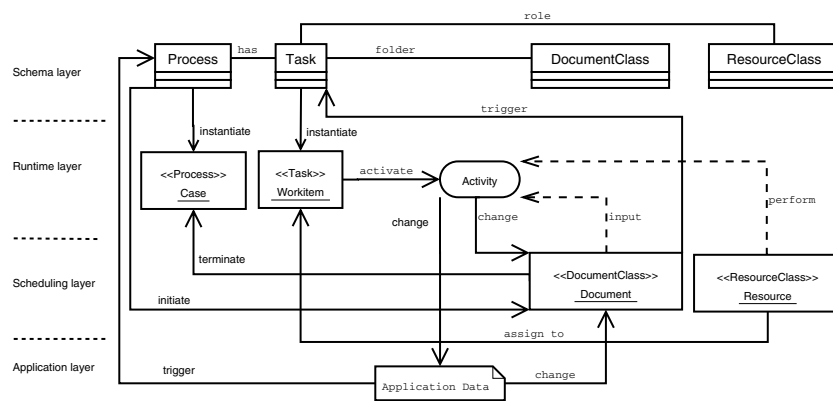 role
Process
has
Task
folder
DocumentClass
ResourceClass
Schema layer
trigger
instantiate
instantiate
Runtime layer
<<Process>>
Case
<<Task>>
Workitem
activate
Activity
change
change
input
perform
terminate
Scheduling layer
<<DocumentClass>>
Document
<<ResourceClass>>
Resource
initiate
assign to
Application layer
trigger
Application Data
change